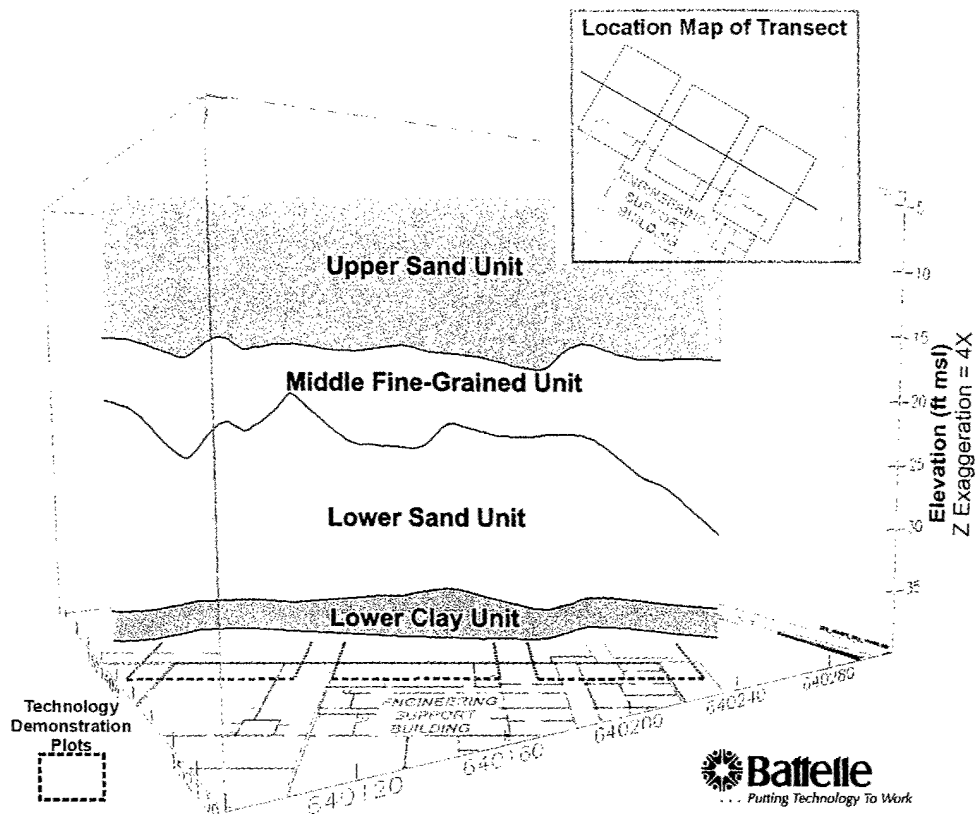 Location Map of Transect
ENGINEERING
SUPPORT
BUILDING
Upper Sand Unit
Middle Fine-Grained Unit
Lower Sand Unit
Lower Clay Unit
-5
-10
-15
-20
-25
-30
-35
Elevation (ft msl)
Z Exaggeration = 4X
ENGINEERING
SUPPORT
BUILDING
640120
640160
640200
640240
640280
Technology
Demonstration
Plots
Battelle
... Putting Technology To Work